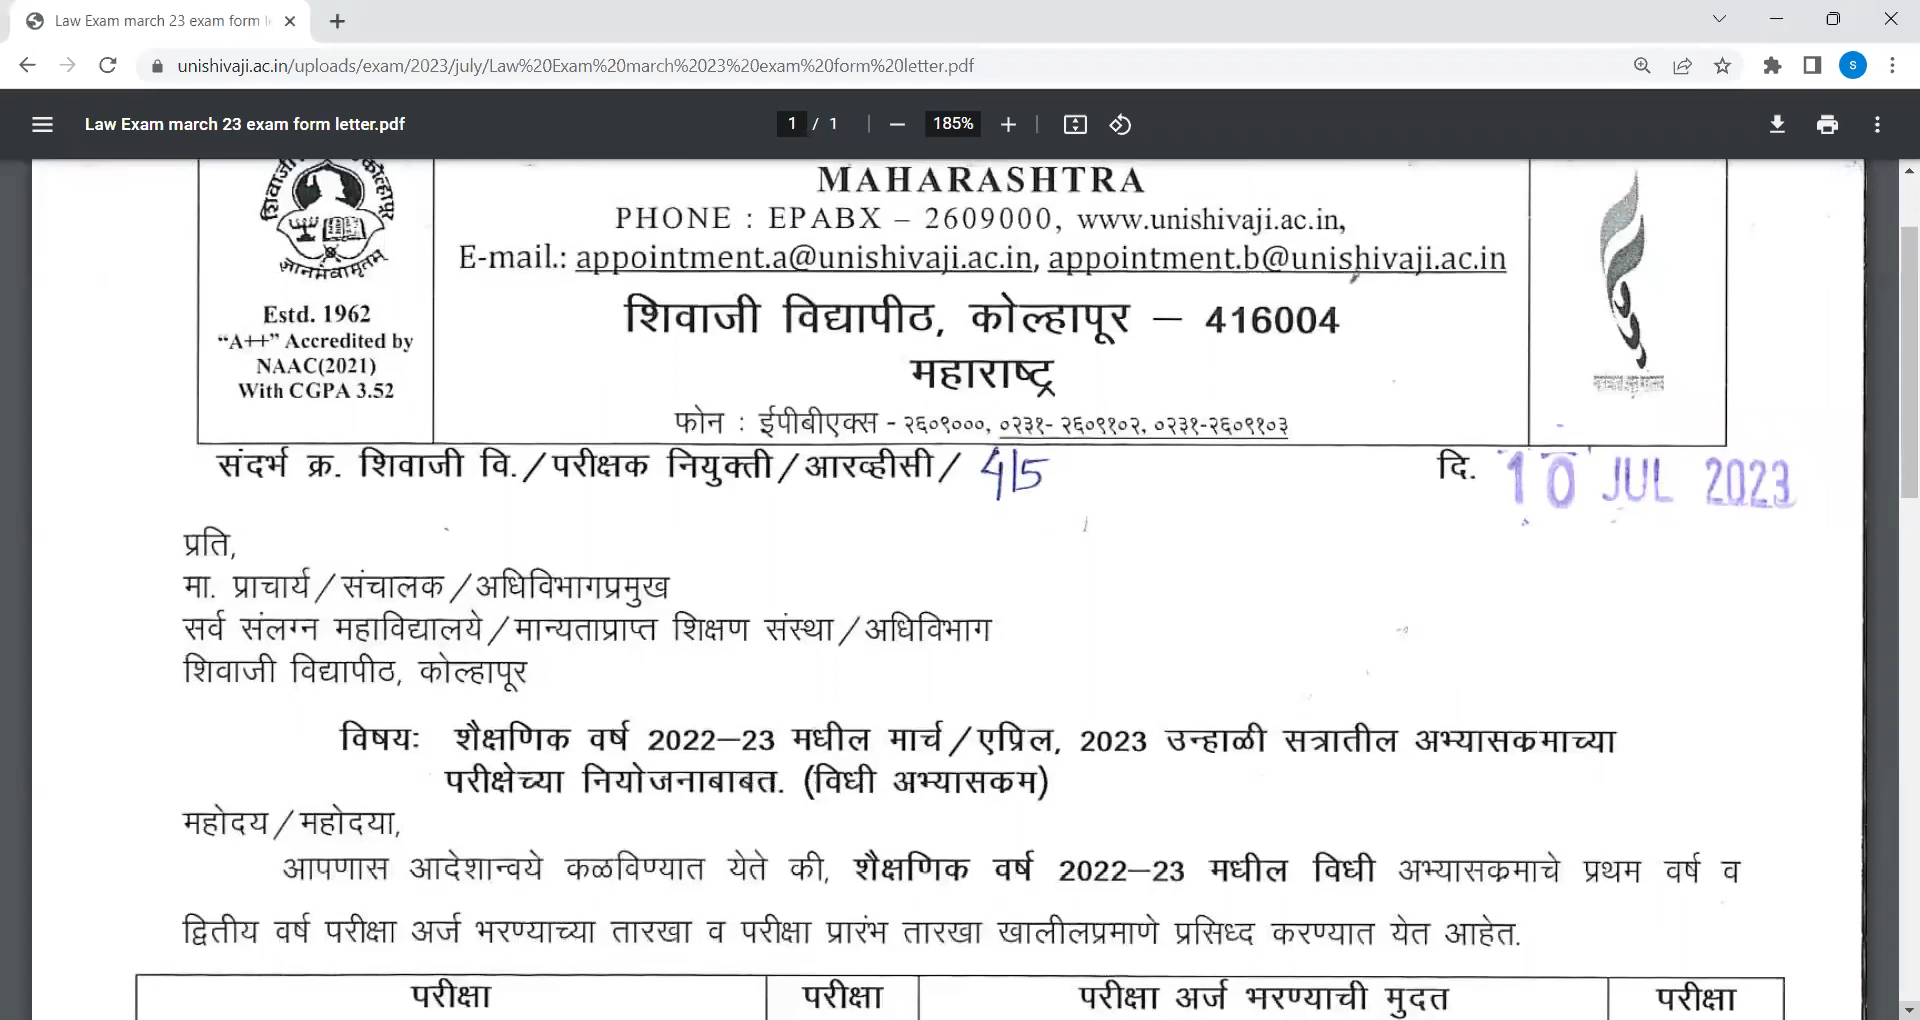 Law Exam march 23 exam form l
unishivaji.ac.in/uploads/exam/2023/july/Law%20Exam%20march%2023%20exam%20form%20letter.pdf
S
Law Exam march 23 exam form letter.pdf
1 / 1
185%
शिवाजी
कोल्हापूर
ज्ञानमेवामृतम्
Estd. 1962
“A++” Accredited by
NAAC(2021)
With CGPA 3.52
MAHARASHTRA
PHONE : EPABX – 2609000, www.unishivaji.ac.in,
E-mail.: appointment.a@unishivaji.ac.in, appointment.b@unishivaji.ac.in
शिवाजी विद्यापीठ, कोल्हापूर – 416004
महाराष्ट्र
फोन : ईपीबीएक्स - २६०९०००, ०२३१- २६०९१०२, ०२३१-२६०९१०३
संदर्भ क्र. शिवाजी वि./परीक्षक नियुक्ती/आरव्हीसी/ 415
दि. 10 JUL 2023
प्रति,
मा. प्राचार्य/संचालक/अधिविभागप्रमुख
सर्व संलग्न महाविद्यालये/मान्यताप्राप्त शिक्षण संस्था/अधिविभाग
शिवाजी विद्यापीठ, कोल्हापूर
विषयः शैक्षणिक वर्ष 2022–23 मधील मार्च/एप्रिल, 2023 उन्हाळी सत्रातील अभ्यासकमाच्या
परीक्षेच्या नियोजनाबाबत. (विधी अभ्यासकम)
महोदय/महोदया,
आपणास आदेशान्वये कळविण्यात येते की, शैक्षणिक वर्ष 2022–23 मधील विधी अभ्यासकमाचे प्रथम वर्ष व
द्वितीय वर्ष परीक्षा अर्ज भरण्याच्या तारखा व परीक्षा प्रारंभ तारखा खालीलप्रमाणे प्रसिध्द करण्यात येत आहेत.
परीक्षा परीक्षा परीक्षा अर्ज भरण्याची मुदत परीक्षा